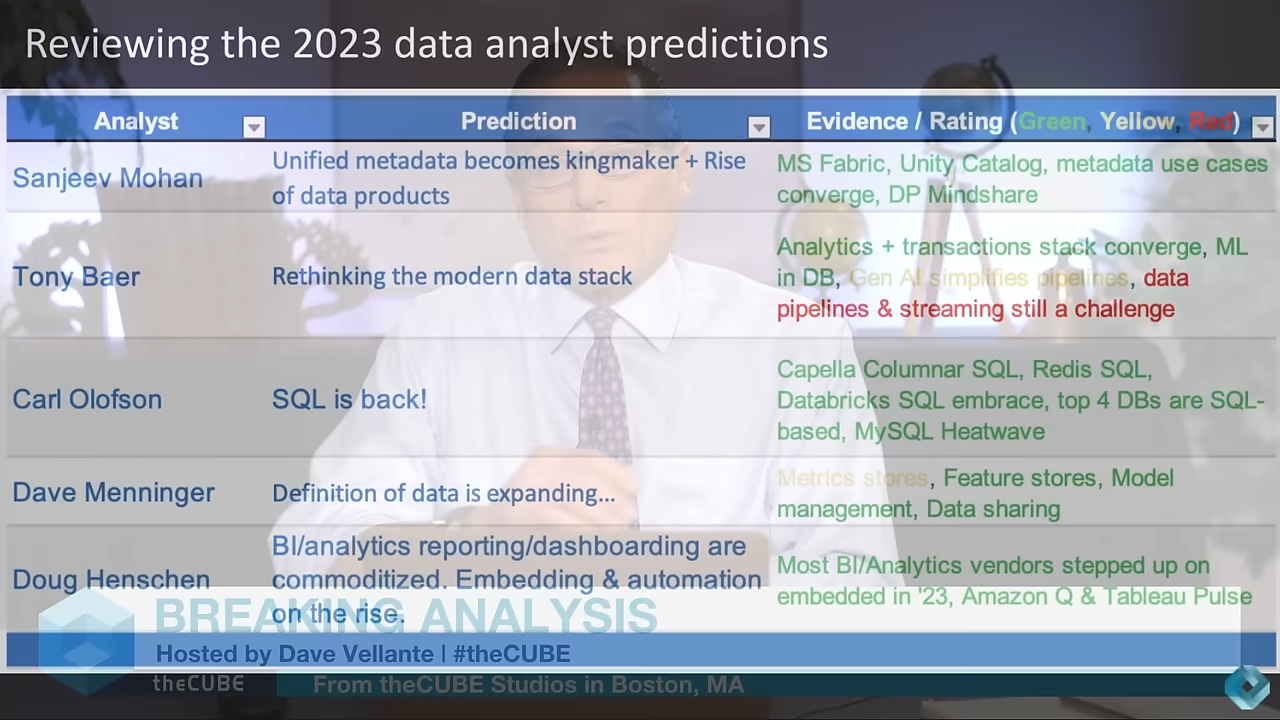 Reviewing the 2023 data analyst predictions
Analyst Prediction Evidence / Rating (Green, Yellow, Red)
Sanjeev Mohan
Unified metadata becomes kingmaker + Rise
of data products
MS Fabric, Unity Catalog, metadata use cases
converge, DP Mindshare
Tony Baer
Rethinking the modern data stack
Analytics + transactions stack converge, ML
in DB, Gen AI simplifies pipelines, data
pipelines & streaming still a challenge
Carl Olofson
SQL is back!
Capella Columnar SQL, Redis SQL,
Databricks SQL embrace, top 4 DBs are SQL-
based, MySQL Heatwave
Dave Menninger
Definition of data is expanding...
Metrics stores, Feature stores, Model
management, Data sharing
Doug Henschen
BI/analytics reporting/dashboarding are
commoditized. Embedding & automation
on the rise.
Most BI/Analytics vendors stepped up on
embedded in '23, Amazon Q & Tableau Pulse
BREAKING ANALYSIS
Hosted by Dave Vellante | #theCUBE
theCUBE
From theCUBE Studios in Boston, MA